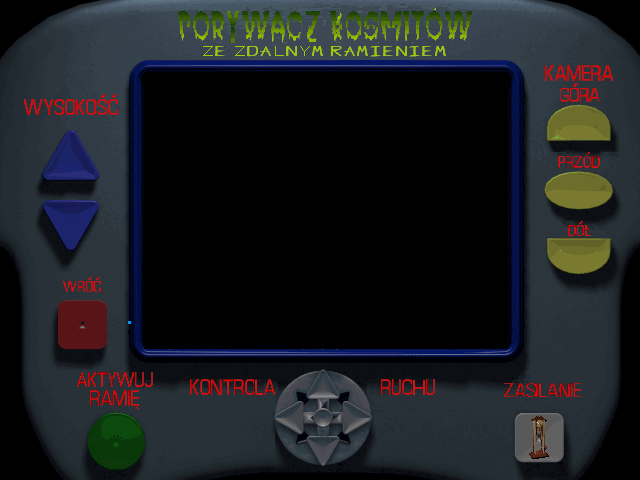 PORYWACZ KOSMITÓW
ZE ZDALNYM RAMIENIEM
KAMERA
GÓRA
WYSOKOŚĆ
PRZÓD
DÓŁ
WRÓĆ
AKTYWUJ
RAMIĘ
KONTROLA RUCHU
ZASILANIE